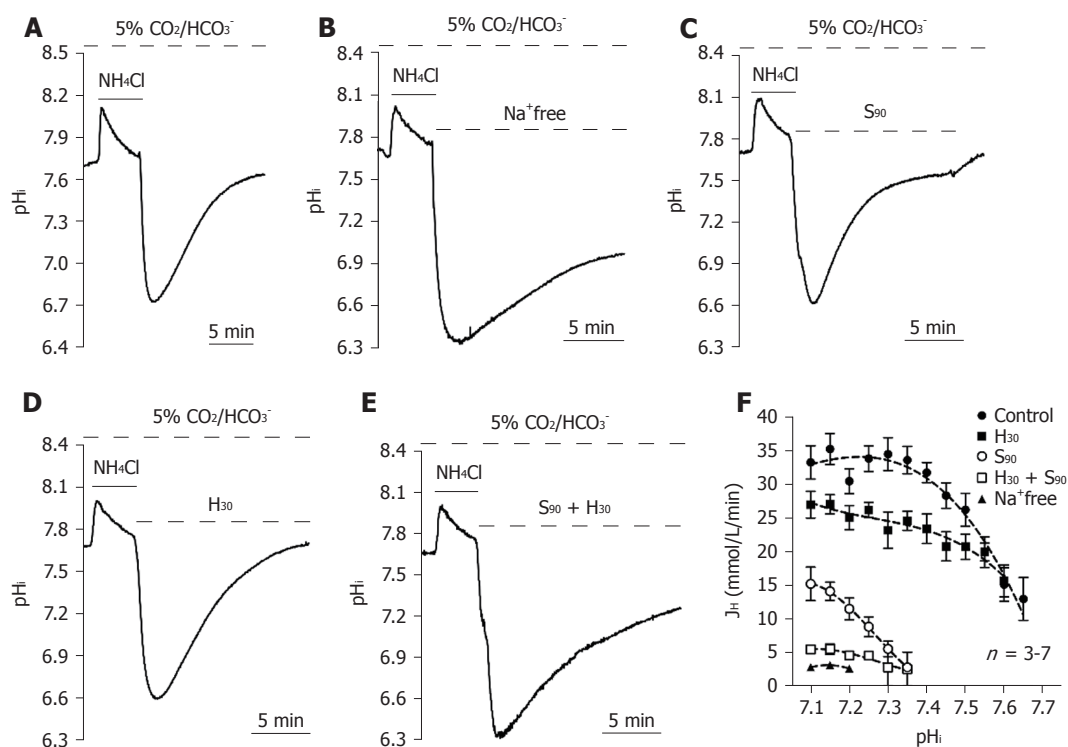 A
5% CO₂/HCO₃⁻
8.5
NH₄Cl
8.2
7.9
7.6
7.3
7.0
6.7
6.4
pHi
5 min
B
5% CO₂/HCO₃⁻
8.4
NH₄Cl
8.1
Na⁺free
7.8
7.5
7.2
6.9
6.6
6.3
pHi
5 min
C
5% CO₂/HCO₃⁻
8.4
NH₄Cl
8.1
S₉₀
7.8
7.5
7.2
6.9
6.6
6.3
pHi
5 min
D
5% CO₂/HCO₃⁻
8.4
NH₄Cl
8.1
H₃₀
7.8
7.5
7.2
6.9
6.6
6.3
pHi
5 min
E
5% CO₂/HCO₃⁻
8.4
NH₄Cl
8.1
S₉₀ + H₃₀
7.8
7.5
7.2
6.9
6.6
6.3
pHi
5 min
F
40
35
30
25
20
15
10
5
0
JH (mmol/L/min)
Control
H₃₀
S₉₀
H₃₀ + S₉₀
Na⁺free
n = 3-7
7.1 7.2 7.3 7.4 7.5 7.6 7.7
pHi